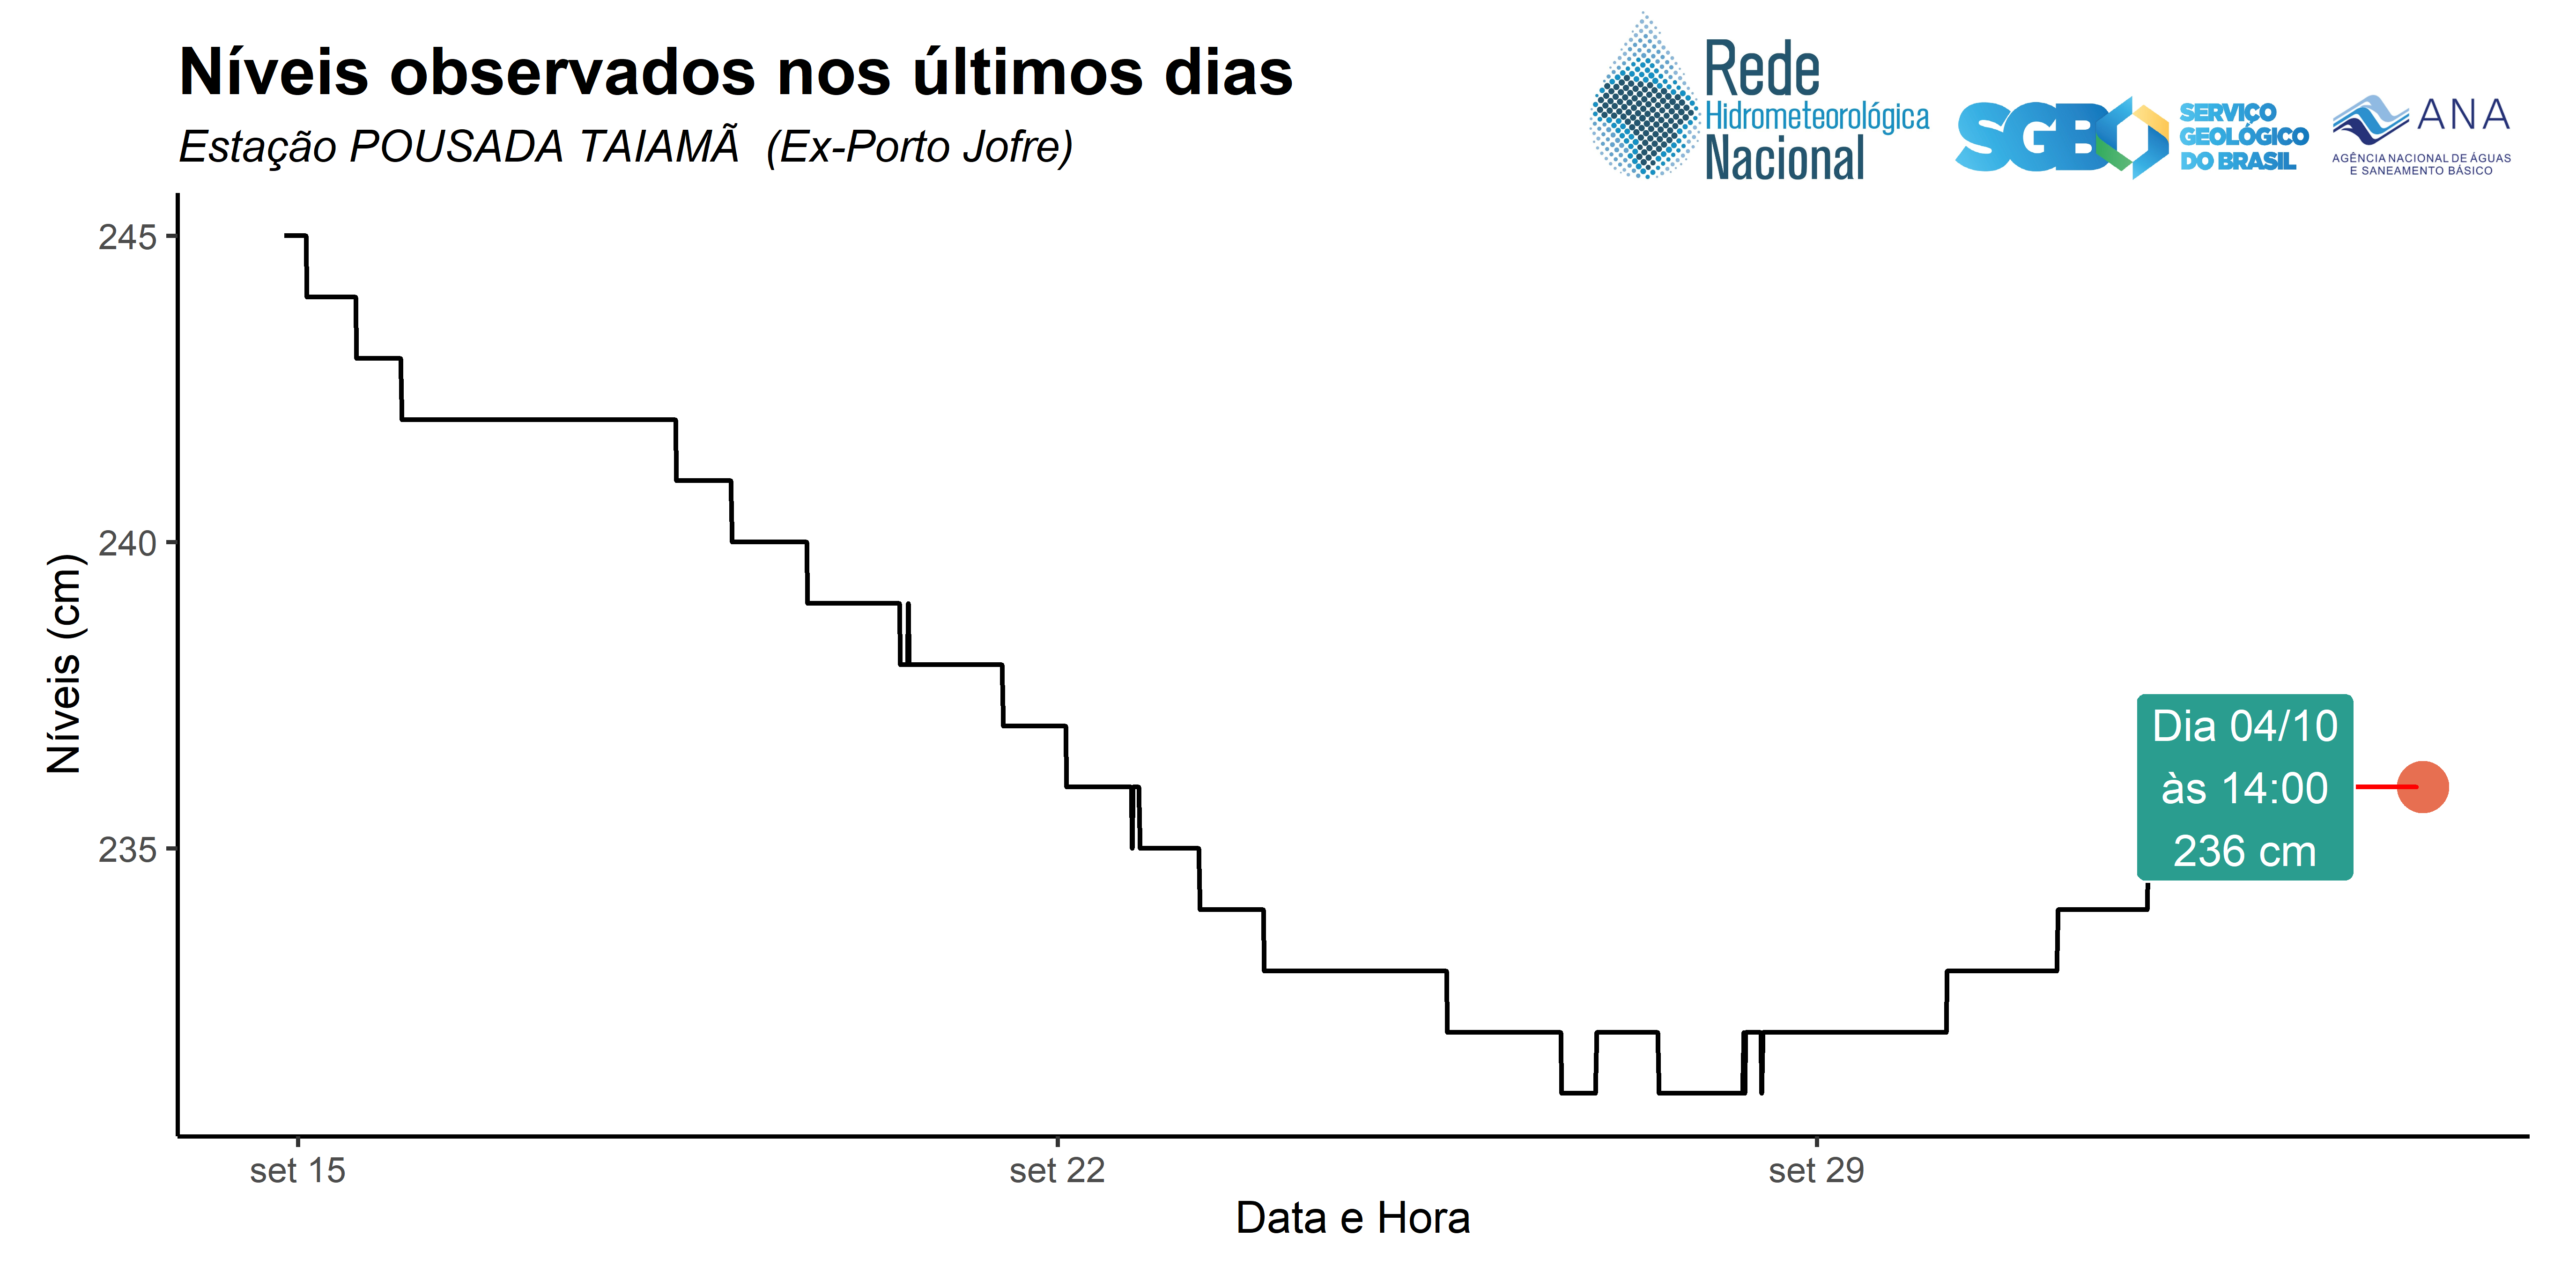 Níveis observados nos últimos dias
Estação POUSADA TAIAMÃ  (Ex-Porto Jofre)
Rede
Hidrometeorológica
Nacional
SGB
SERVIÇO
GEOLÓGICO
DO BRASIL
ANA
AGÊNCIA NACIONAL DE ÁGUAS
E SANEAMENTO BÁSICO
Níveis (cm)
245
240
235
Dia 04/10
às 14:00
236 cm
set 15
set 22
set 29
Data e Hora